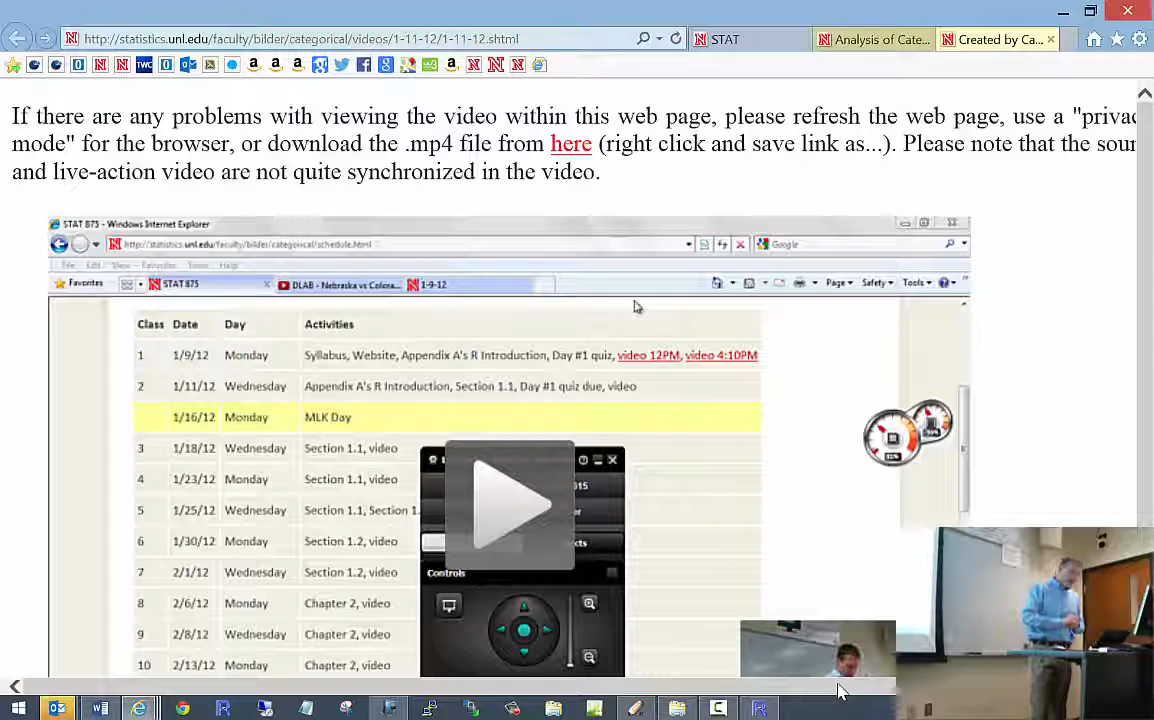 http://statistics.unl.edu/faculty/bilder/categorical/videos/1-11-12/1-11-12.shtml
STAT
Analysis of Cate...
Created by Ca...
If there are any problems with viewing the video within this web page, please refresh the web page, use a "privac
mode" for the browser, or download the .mp4 file from here (right click and save link as...). Please note that the sour
and live-action video are not quite synchronized in the video.
STAT 875 - Windows Internet Explorer
http://statistics.unl.edu/faculty/bilder/categorical/schedule.html
Google
File Edit View Favorites Tools Help
Favorites
STAT 875
DLAB - Nebraska vs Colora...
1-9-12
Page
Safety
Tools
Class Date Day Activities
1 1/9/12 Monday Syllabus, Website, Appendix A's R Introduction, Day #1 quiz, video 12PM, video 4:10PM
2 1/11/12 Wednesday Appendix A's R Introduction, Section 1.1, Day #1 quiz due, video
1/16/12 Monday MLK Day
3 1/18/12 Wednesday Section 1.1, video
4 1/23/12 Monday Section 1.1, video
5 1/25/12 Wednesday Section 1.1, Section 1.
6 1/30/12 Monday Section 1.2, video
7 2/1/12 Wednesday Section 1.2, video
8 2/6/12 Monday Chapter 2, video
9 2/8/12 Wednesday Chapter 2, video
10 2/13/12 Monday Chapter 2, video
Controls